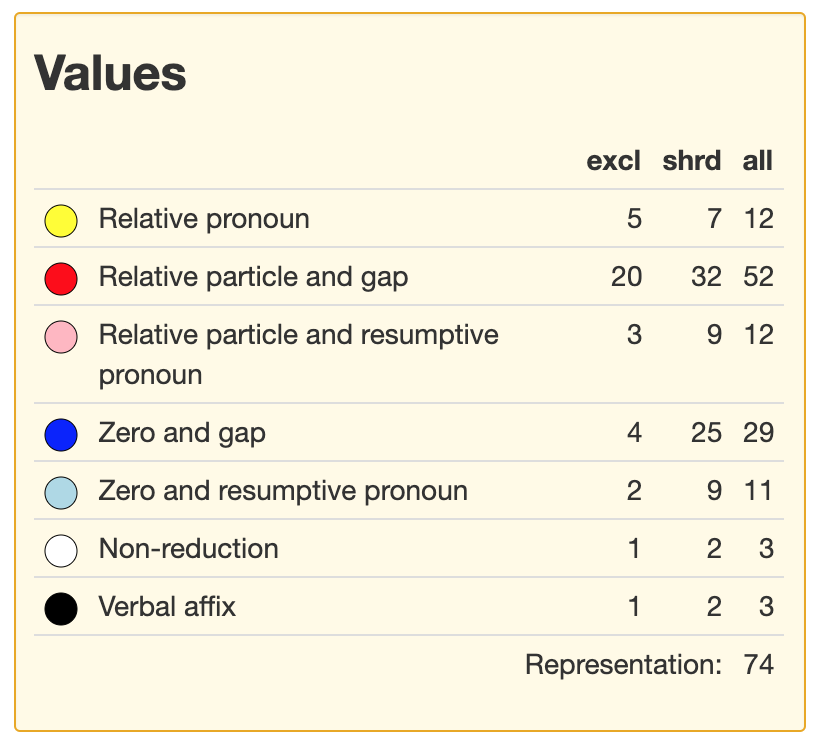 Values
excl shrd all
Relative pronoun 5 7 12
Relative particle and gap 20 32 52
Relative particle and resumptive 3 9 12
pronoun
Zero and gap 4 25 29
Zero and resumptive pronoun 2 9 11
Non-reduction 1 2 3
Verbal affix 1 2 3
Representation: 74